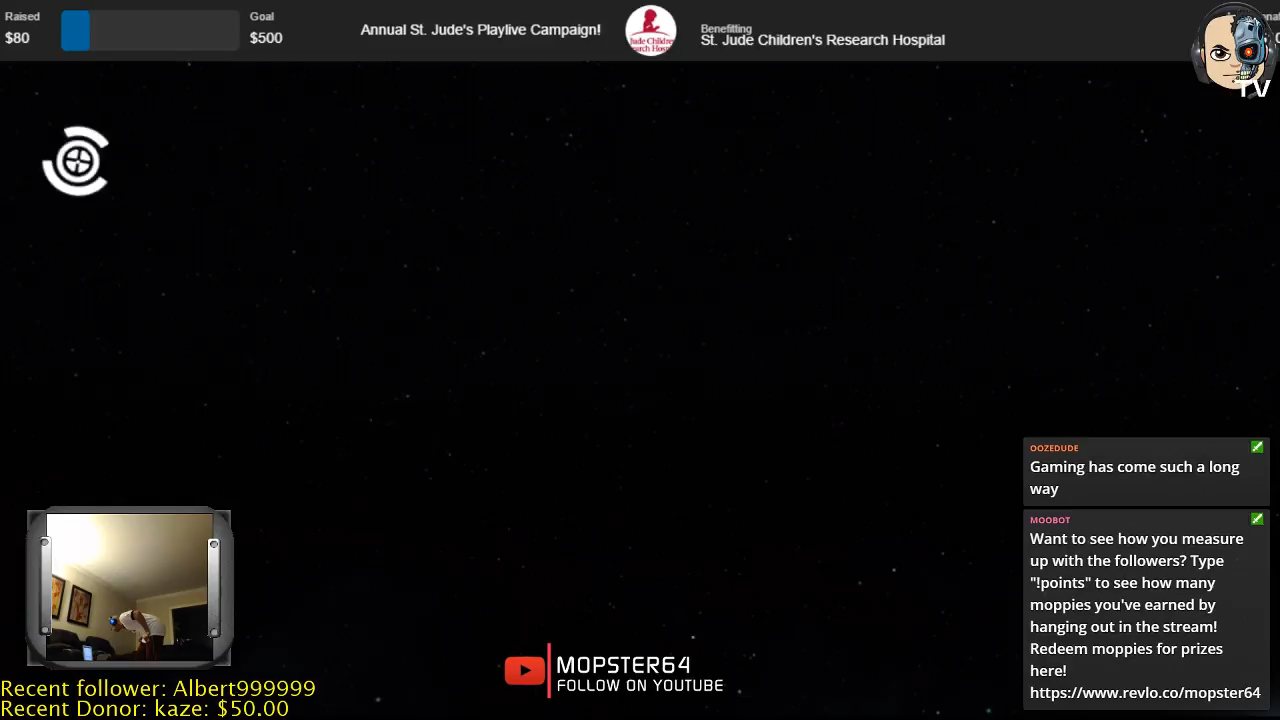 Raised
$80
Goal
$500
Annual St. Jude's Playlive Campaign!
Benefitting
St. Jude Children's Research Hospital
TV
OOZEDUDE
Gaming has come such a long
way
MOOBOT
Want to see how you measure
up with the followers? Type
"!points" to see how many
moppies you've earned by
hanging out in the stream!
Redeem moppies for prizes
here!
https://www.revlo.co/mopster64
MOPSTER64
FOLLOW ON YOUTUBE
Recent follower: Albert999999
Recent Donor: kaze: $50.00